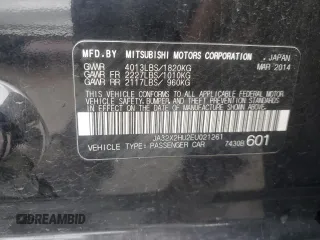 MFD.BY MITSUBISHI MOTORS CORPORATION, JAPAN
GVWR 4013LBS/1820KG MAR 2014
GAWR FR 2227LBS/1010KG
GAWR RR 2117LBS/ 960KG
THIS VEHICLE CONFORMS TO ALL APPLICABLE
FEDERAL MOTOR VEHICLE SAFETY, BUMPER, AND
THEFT PREVENTION STANDARDS IN EFFECT ON THE
DATE OF MANUFACTURE SHOWN ABOVE.
JA32X2HU2EU021261
VEHICLE TYPE: PASSENGER CAR 7430B 601
© DREAMBID